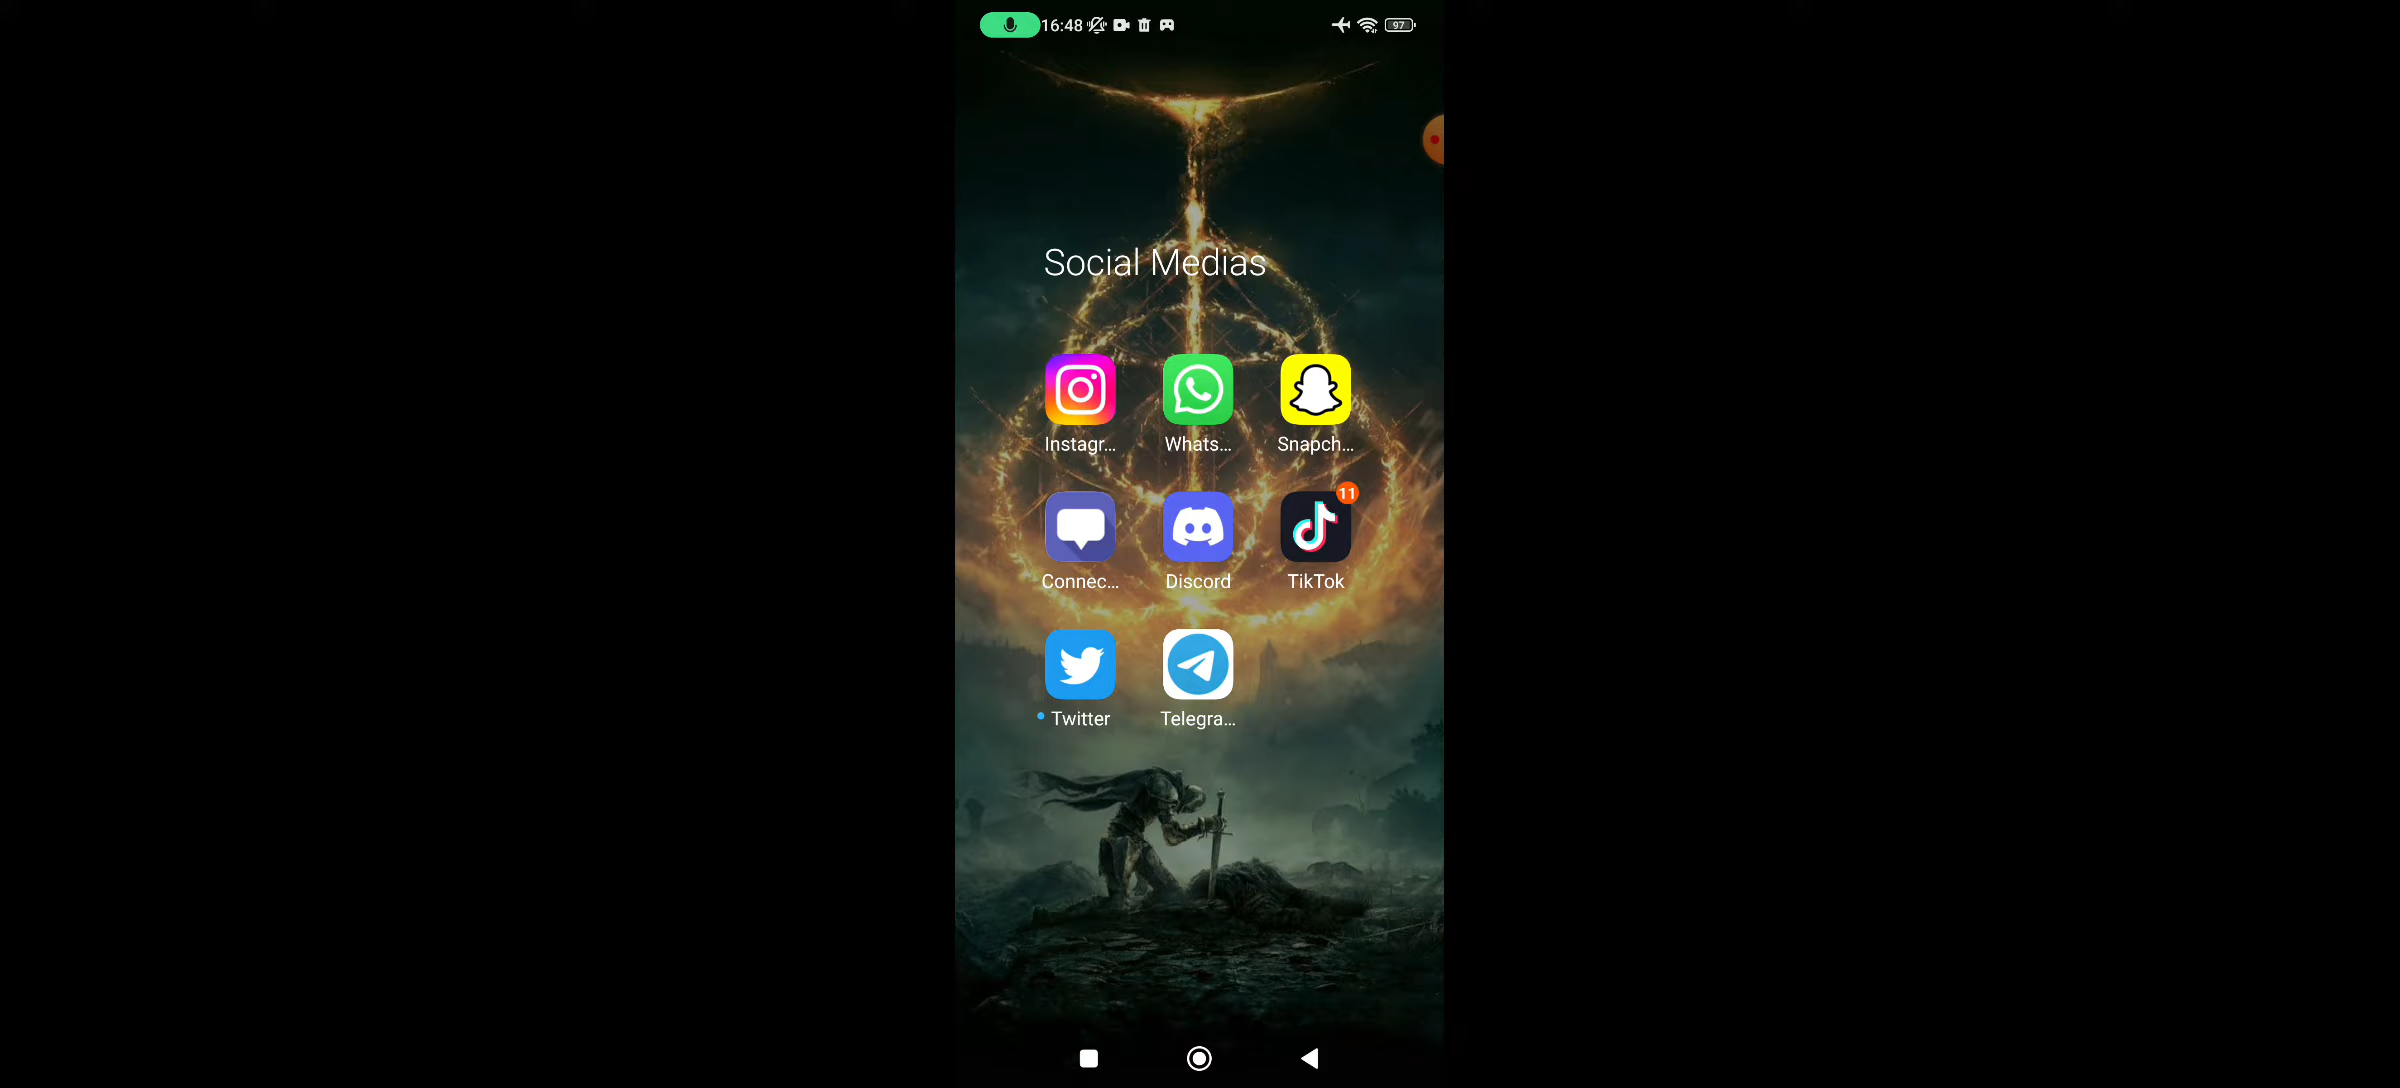 16:48
97
Social Medias
Instagr...
Whats...
Snapch...
11
Connec...
Discord
TikTok
Twitter
Telegra...